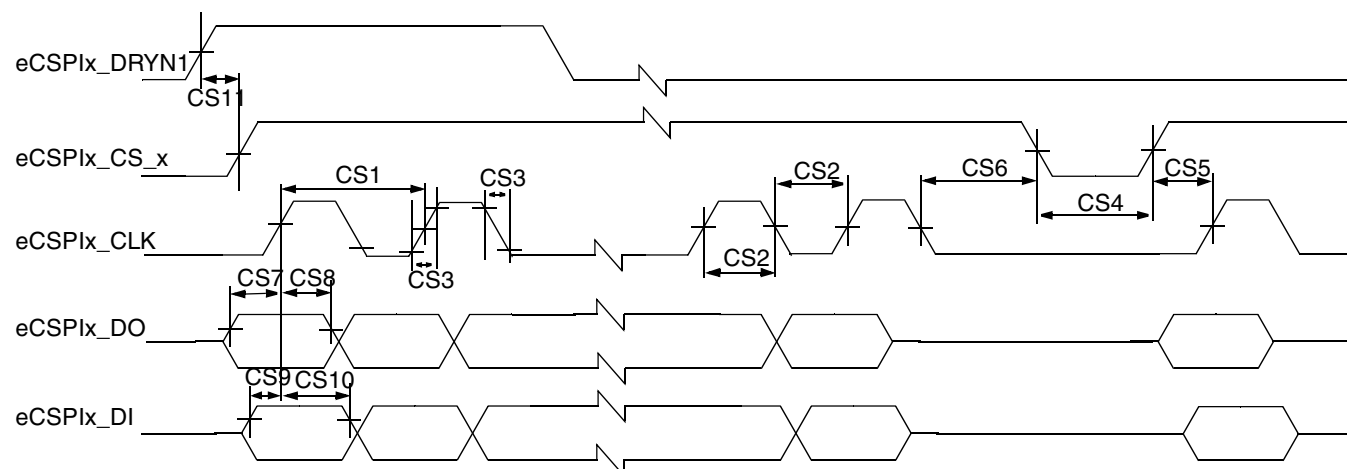 eCSPIx_DRYN1
CS11
eCSPIx_CS_x
CS1
CS3
CS2
CS6
CS5
CS4
eCSPIx_CLK
CS2
CS3
CS7
CS8
eCSPIx_DO
CS9
CS10
eCSPIx_DI